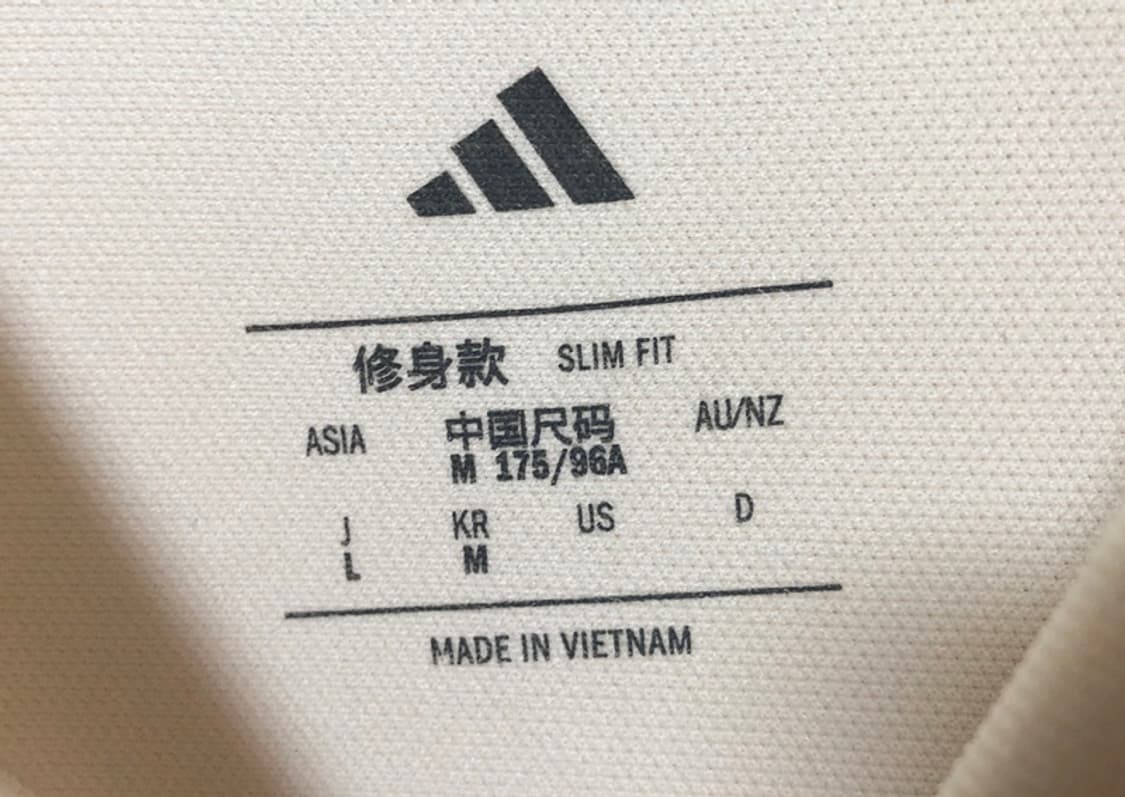 修身款 SLIM FIT
ASIA 中国尺码 AU/NZ
M 175/96A
J KR US D
L M
MADE IN VIETNAM